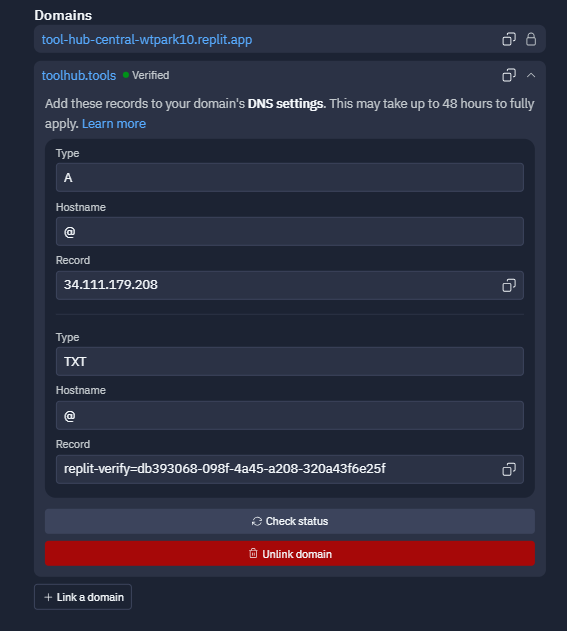 Domains
tool-hub-central-wtpark10.replit.app
toolhub.tools Verified
Add these records to your domain's DNS settings. This may take up to 48 hours to fully
apply. Learn more
Type
A
Hostname
@
Record
34.111.179.208
Type
TXT
Hostname
@
Record
replit-verify=db393068-098f-4a45-a208-320a43f6e25f
Check status
Unlink domain
+ Link a domain